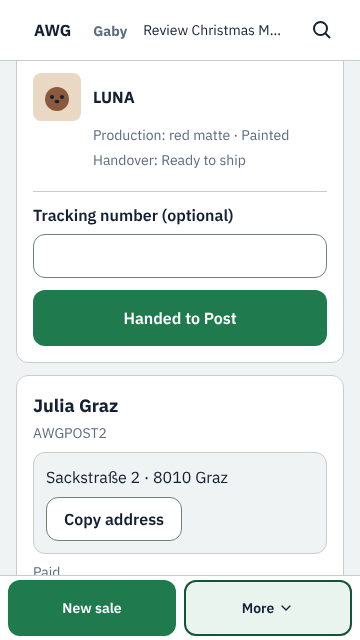 AWG
Gaby
Review Christmas M...
LUNA
Production: red matte · Painted
Handover: Ready to ship
Tracking number (optional)
Handed to Post
Julia Graz
AWGPOST2
Sackstraße 2 · 8010 Graz
Copy address
Paid
New sale
More